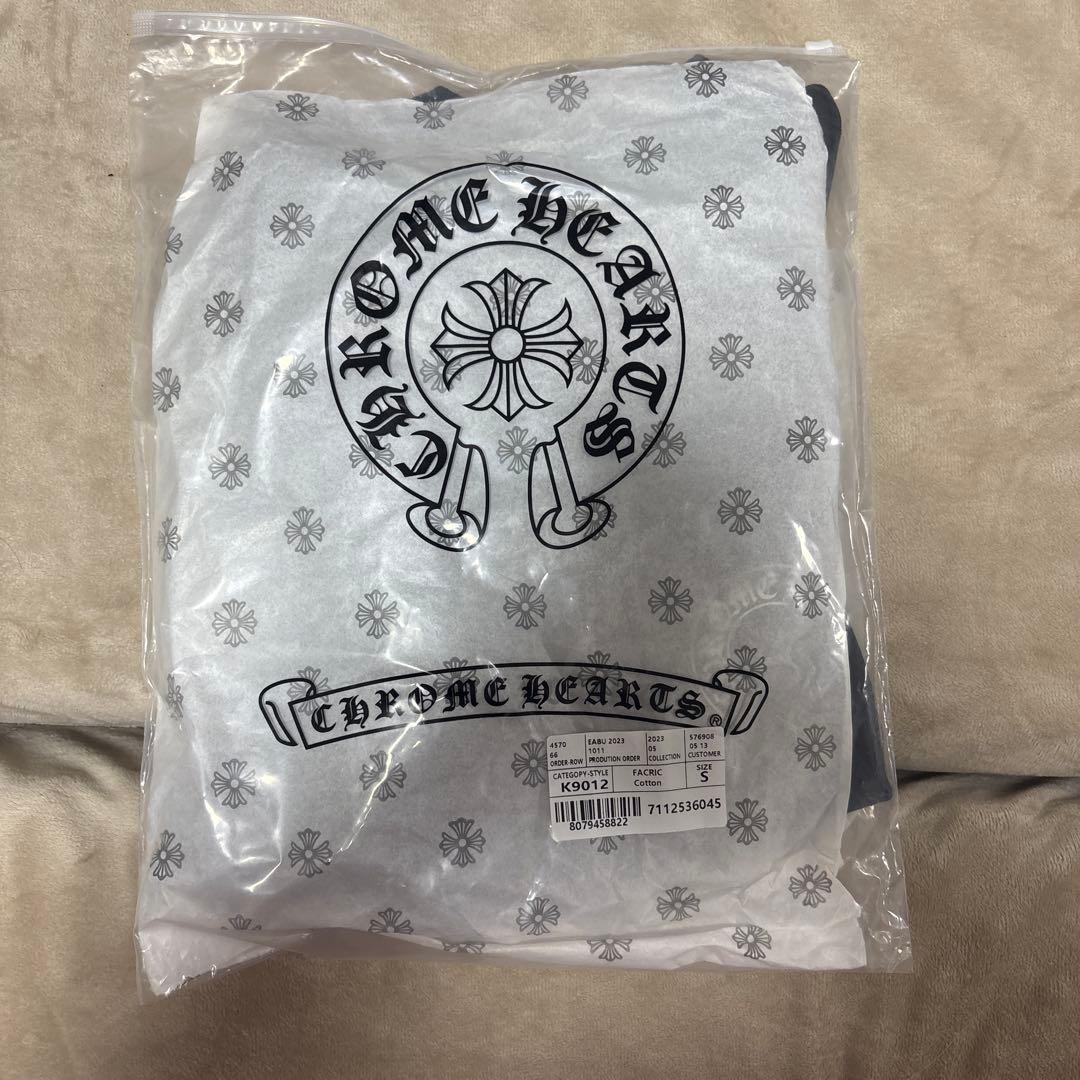 CHROME HEARTS
ome
CHROME HEARTS®
4570 EABU 2023 2023 576908
66 1011 05 05 13
ORDER-ROW PRODUTION ORDER COLLECTION CUSTOMER
CATEGOPY-STYLE FACRIC SIZE
K9012 Cotton S
7112536045
8079458822